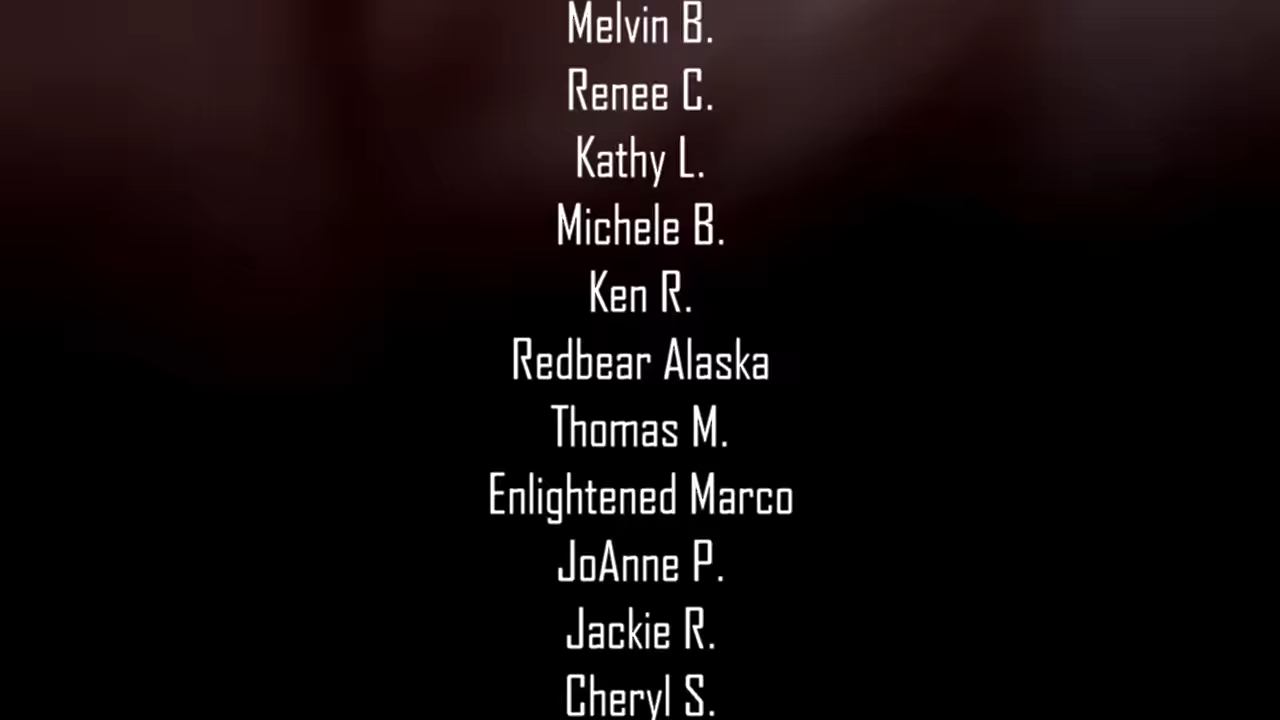 Melvin B.
Renee C.
Kathy L.
Michele B.
Ken R.
Redbear Alaska
Thomas M.
Enlightened Marco
JoAnne P.
Jackie R.
Cheryl S.